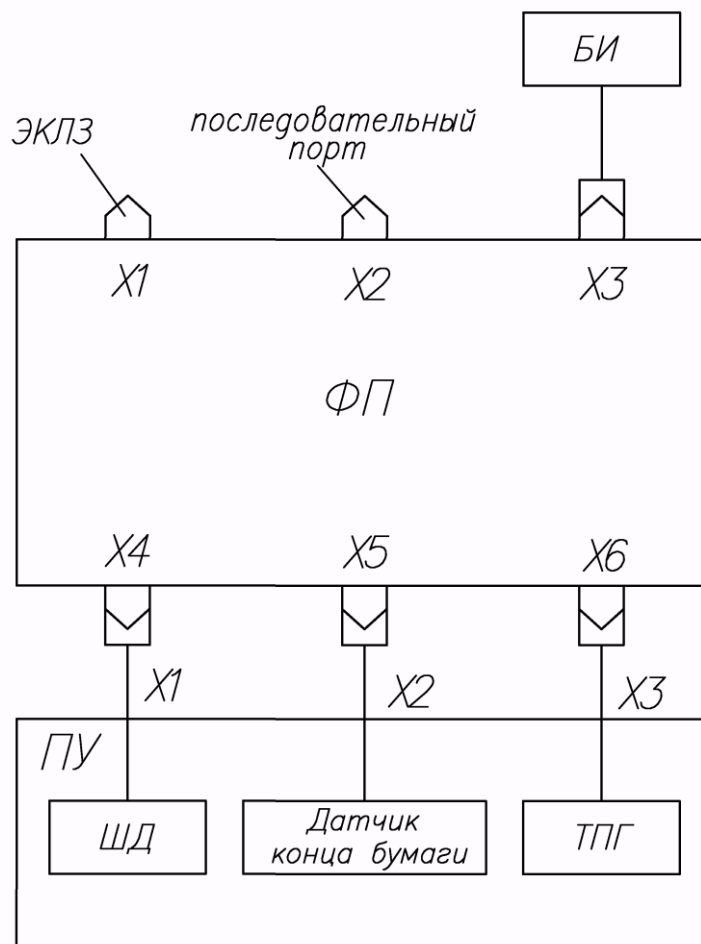 БИ
ЭКЛЗ
последовательный
порт
X1
X2
X3
ФП
X4
X5
X6
X1
X2
X3
ПУ
ШД
Датчик
конца бумаги
ТПГ